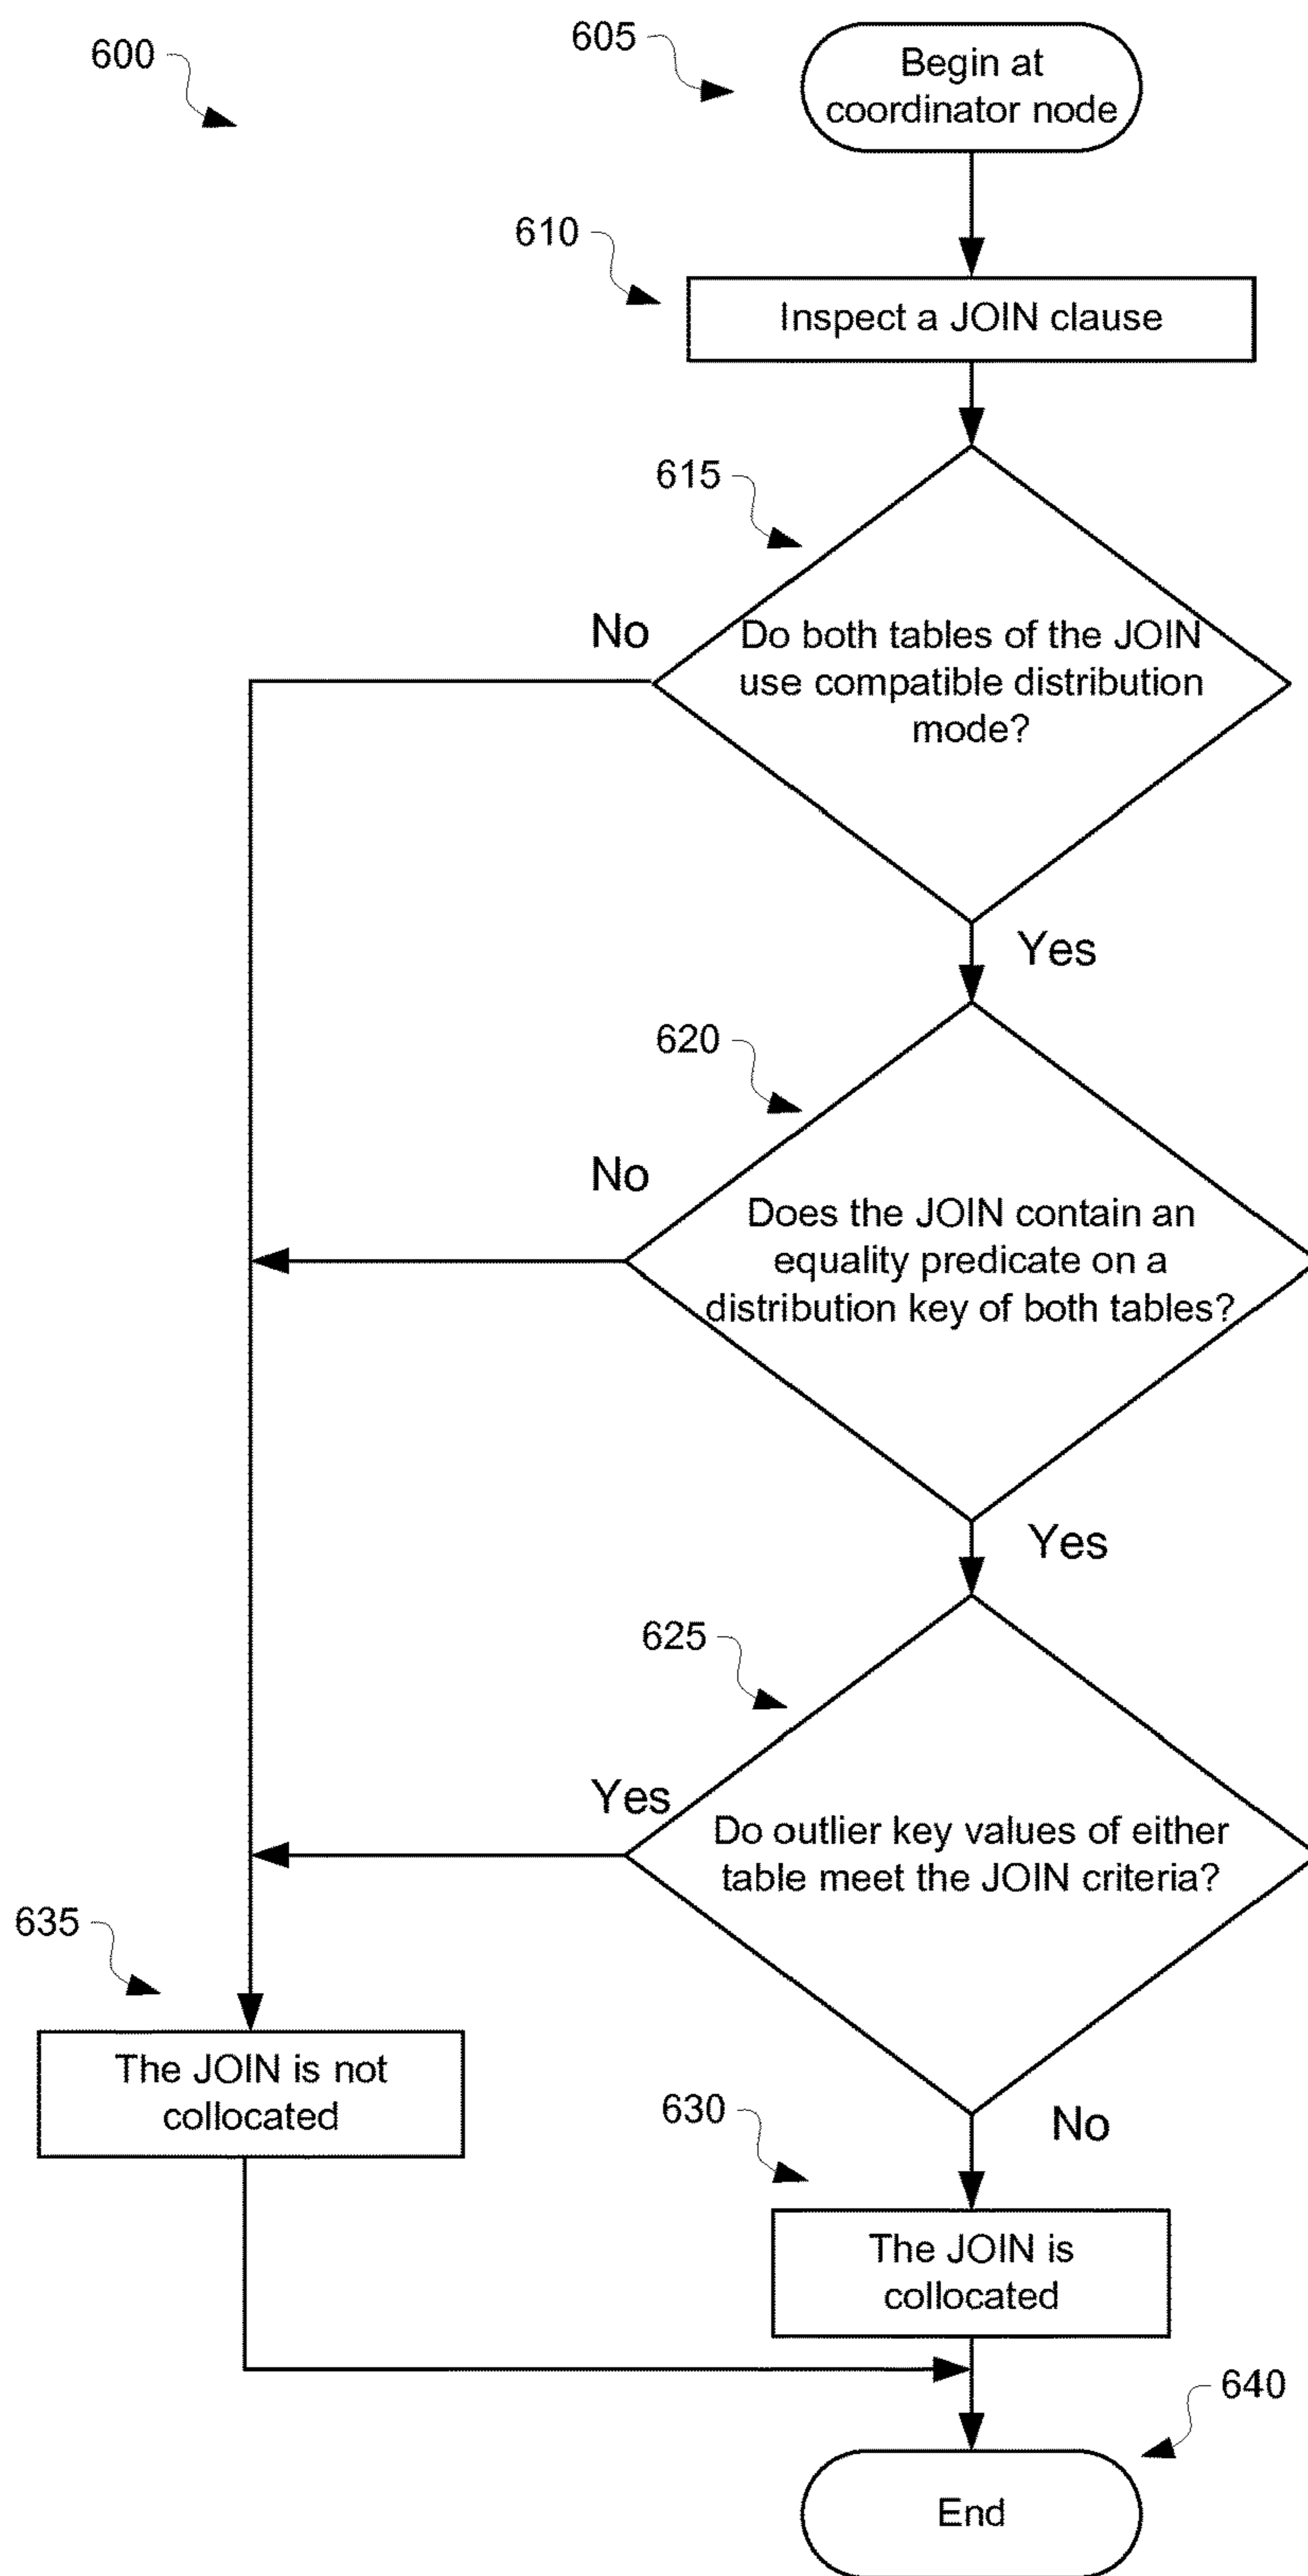 600
605
Begin at
coordinator node
610
Inspect a JOIN clause
615
No
Do both tables of the JOIN
use compatible distribution
mode?
Yes
620
No
Does the JOIN contain an
equality predicate on a
distribution key of both tables?
Yes
625
Yes
Do outlier key values of either
table meet the JOIN criteria?
635
The JOIN is not
collocated
630
No
The JOIN is
collocated
640
End